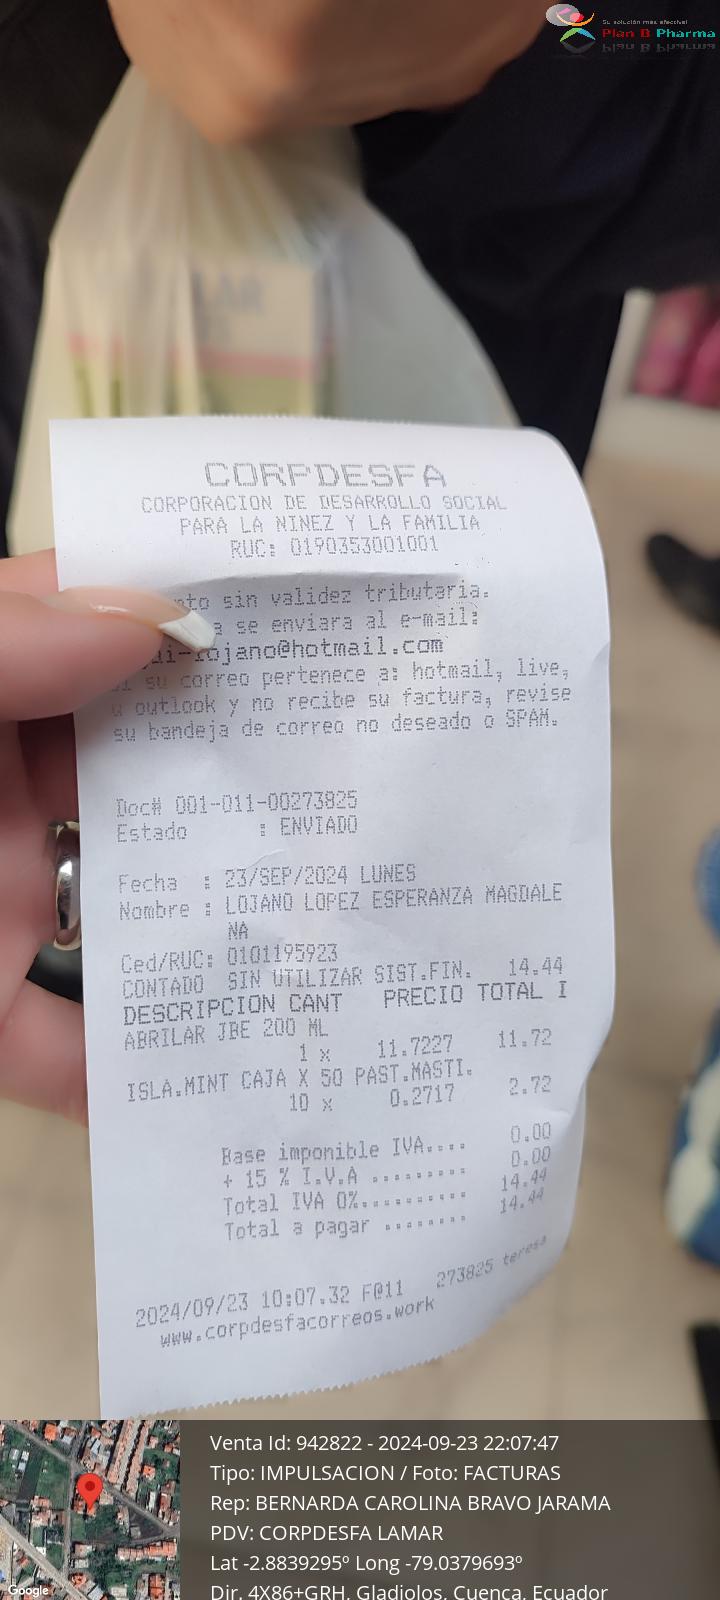 Su solución más efectiva!
Plan B Pharma
CORPDESFA
CORPORACION DE DESARROLLO SOCIAL
PARA LA NINEZ Y LA FAMILIA
RUC: 0190353001001
nto sin validez tributaria.
a se enviara al e-mail:
jano@hotmail.com
su correo pertenece a: hotmail, live,
u outlook y no recibe su factura, revise
su bandeja de correo no deseado o SPAM.
Doc# 001-011-00273825
Estado : ENVIADO
Fecha : 23/SEP/2024 LUNES
Nombre : LOJANO LOPEZ ESPERANZA MAGDALE
NA
Ced/RUC: 0101195923
CONTADO SIN UTILIZAR SIST.FIN. 14.44
DESCRIPCION CANT PRECIO TOTAL I
ABRILAR JBE 200 ML
1 x 11.7227 11.72
ISLA.MINT CAJA X 50 PAST.MASTI.
10 x 0.2717 2.72
Base imponible IVA.... 0.00
+ 15 % I.V.A ......... 0.00
Total IVA 0%.......... 14.44
Total a pagar ........ 14.44
2024/09/23 10:07.32 F@11 273825 teresa
www.corpdesfacorreos.work
Venta Id: 942822 - 2024-09-23 22:07:47
Tipo: IMPULSACION / Foto: FACTURAS
Rep: BERNARDA CAROLINA BRAVO JARAMA
PDV: CORPDESFA LAMAR
Lat -2.8839295º Long -79.0379693º
Dir. 4X86+GRH, Gladiolos, Cuenca, Ecuador
Google